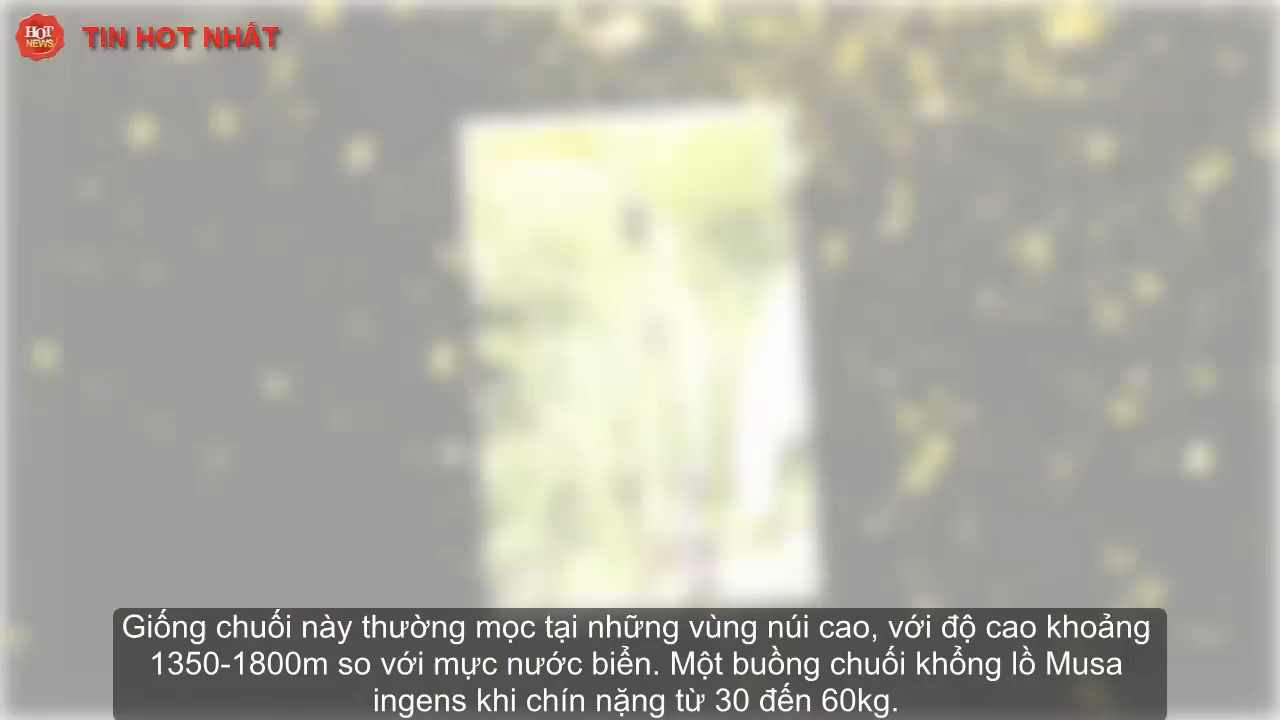 HOT
NEWS
TIN HOT NHẤT
Giống chuối này thường mọc tại những vùng núi cao, với độ cao khoảng
1350-1800m so với mực nước biển. Một buồng chuối khổng lồ Musa
ingens khi chín nặng từ 30 đến 60kg.